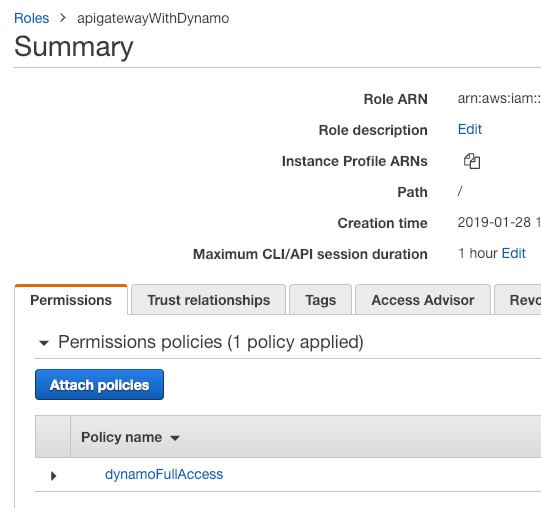 Roles > apigatewayWithDynamo
Summary
Role ARN arn:aws:iam::
Role description Edit
Instance Profile ARNs
Path /
Creation time 2019-01-28 1
Maximum CLI/API session duration 1 hour Edit
Permissions Trust relationships Tags Access Advisor Revo
Permissions policies (1 policy applied)
Attach policies
Policy name
dynamoFullAccess